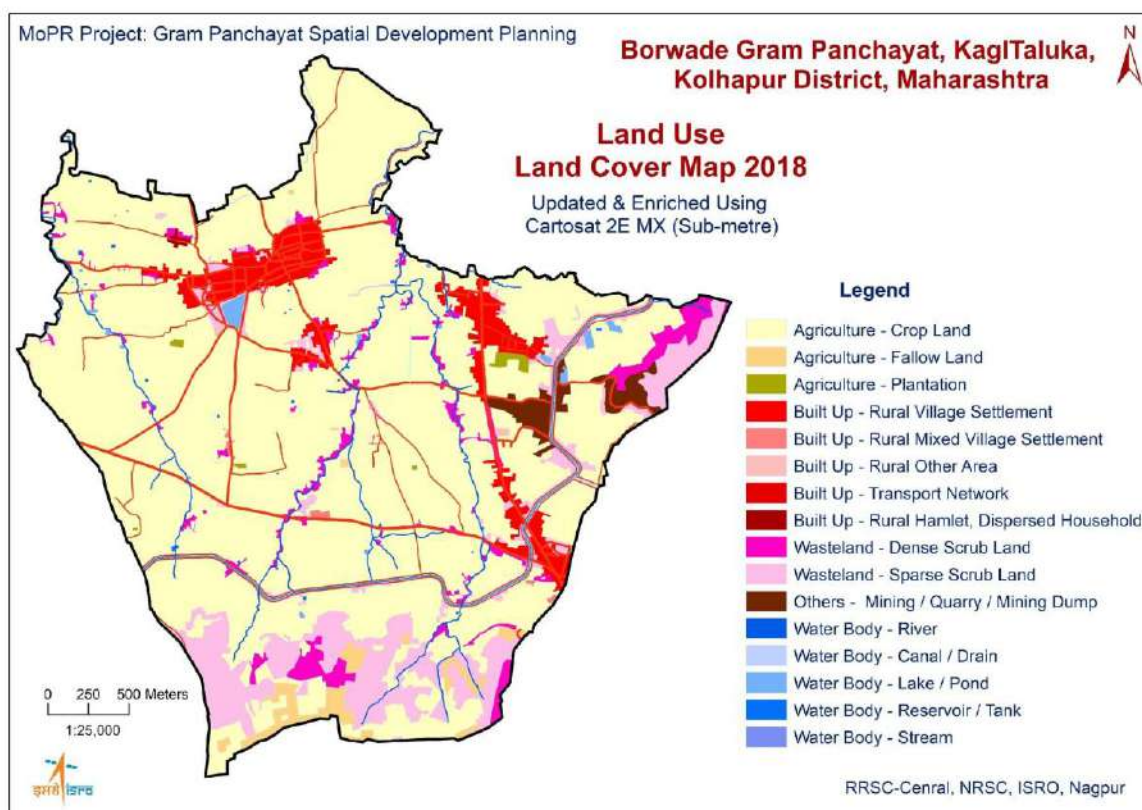 MoPR Project: Gram Panchayat Spatial Development Planning
Borwade Gram Panchayat, KaglTaluka,
Kolhapur District, Maharashtra
N
Land Use
Land Cover Map 2018
Updated & Enriched Using
Cartosat 2E MX (Sub-metre)
Legend
Agriculture - Crop Land
Agriculture - Fallow Land
Agriculture - Plantation
Built Up - Rural Village Settlement
Built Up - Rural Mixed Village Settlement
Built Up - Rural Other Area
Built Up - Transport Network
Built Up - Rural Hamlet, Dispersed Household
Wasteland - Dense Scrub Land
Wasteland - Sparse Scrub Land
Others - Mining / Quarry / Mining Dump
Water Body - River
Water Body - Canal / Drain
Water Body - Lake / Pond
Water Body - Reservoir / Tank
Water Body - Stream
0 250 500 Meters
1:25,000
इसरो isro
RRSC-Cenral, NRSC, ISRO, Nagpur